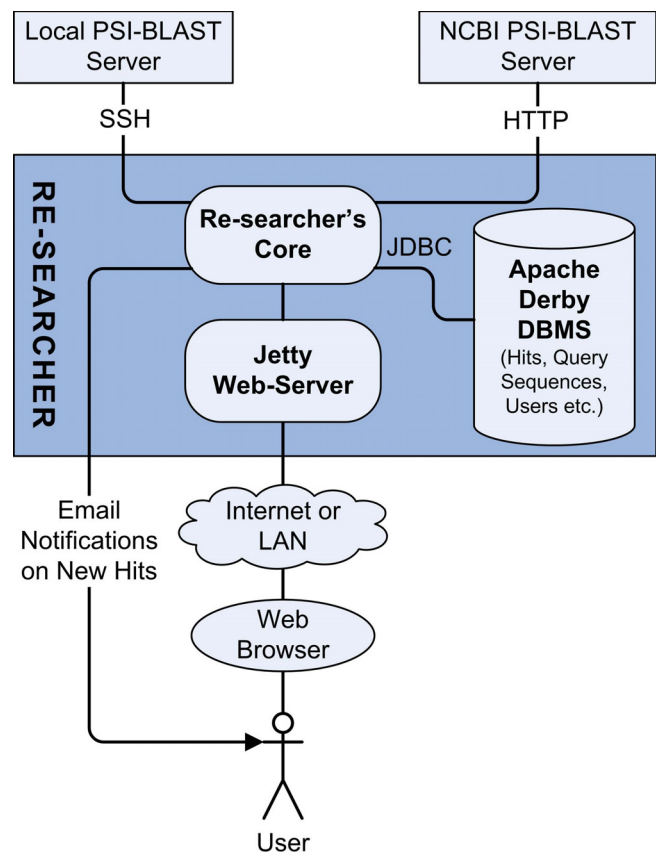 Local PSI-BLAST
Server
NCBI PSI-BLAST
Server
SSH
HTTP
RE-SEARCHER
Re-searcher's
Core
JDBC
Apache
Derby
DBMS
(Hits, Query
Sequences,
Users etc.)
Jetty
Web-Server
Email
Notifications
on New Hits
Internet or
LAN
Web
Browser
User